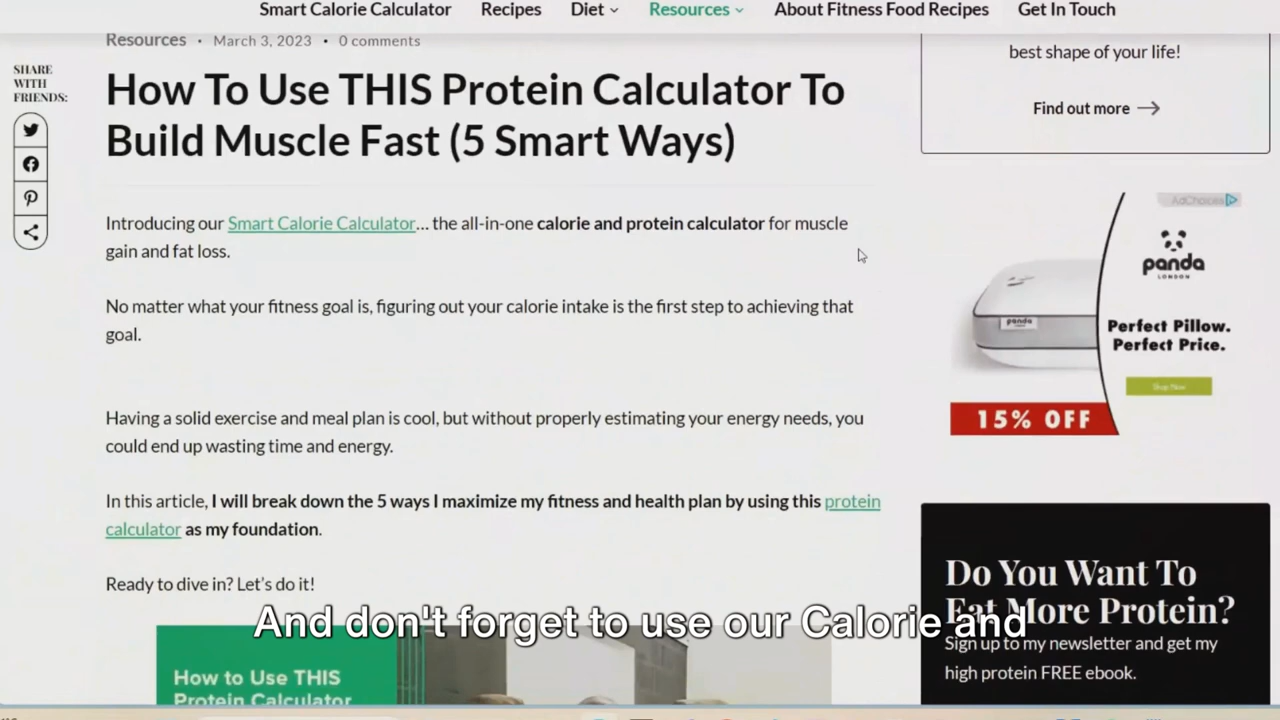 Smart Calorie Calculator Recipes Diet Resources About Fitness Food Recipes Get In Touch
Resources • March 3, 2023 • 0 comments
SHARE
WITH
FRIENDS:
How To Use THIS Protein Calculator To
Build Muscle Fast (5 Smart Ways)
Introducing our Smart Calorie Calculator... the all-in-one calorie and protein calculator for muscle
gain and fat loss.
No matter what your fitness goal is, figuring out your calorie intake is the first step to achieving that
goal.
Having a solid exercise and meal plan is cool, but without properly estimating your energy needs, you
could end up wasting time and energy.
In this article, I will break down the 5 ways I maximize my fitness and health plan by using this protein
calculator as my foundation.
Ready to dive in? Let's do it!
How to Use THIS
Protein Calculator
And don't forget to use our Calorie and
best shape of your life!
Find out more
AdChoices
panda
LONDON
panda
Perfect Pillow.
Perfect Price.
Shop Now
15% OFF
Do You Want To
Eat More Protein?
Sign up to my newsletter and get my
high protein FREE ebook.